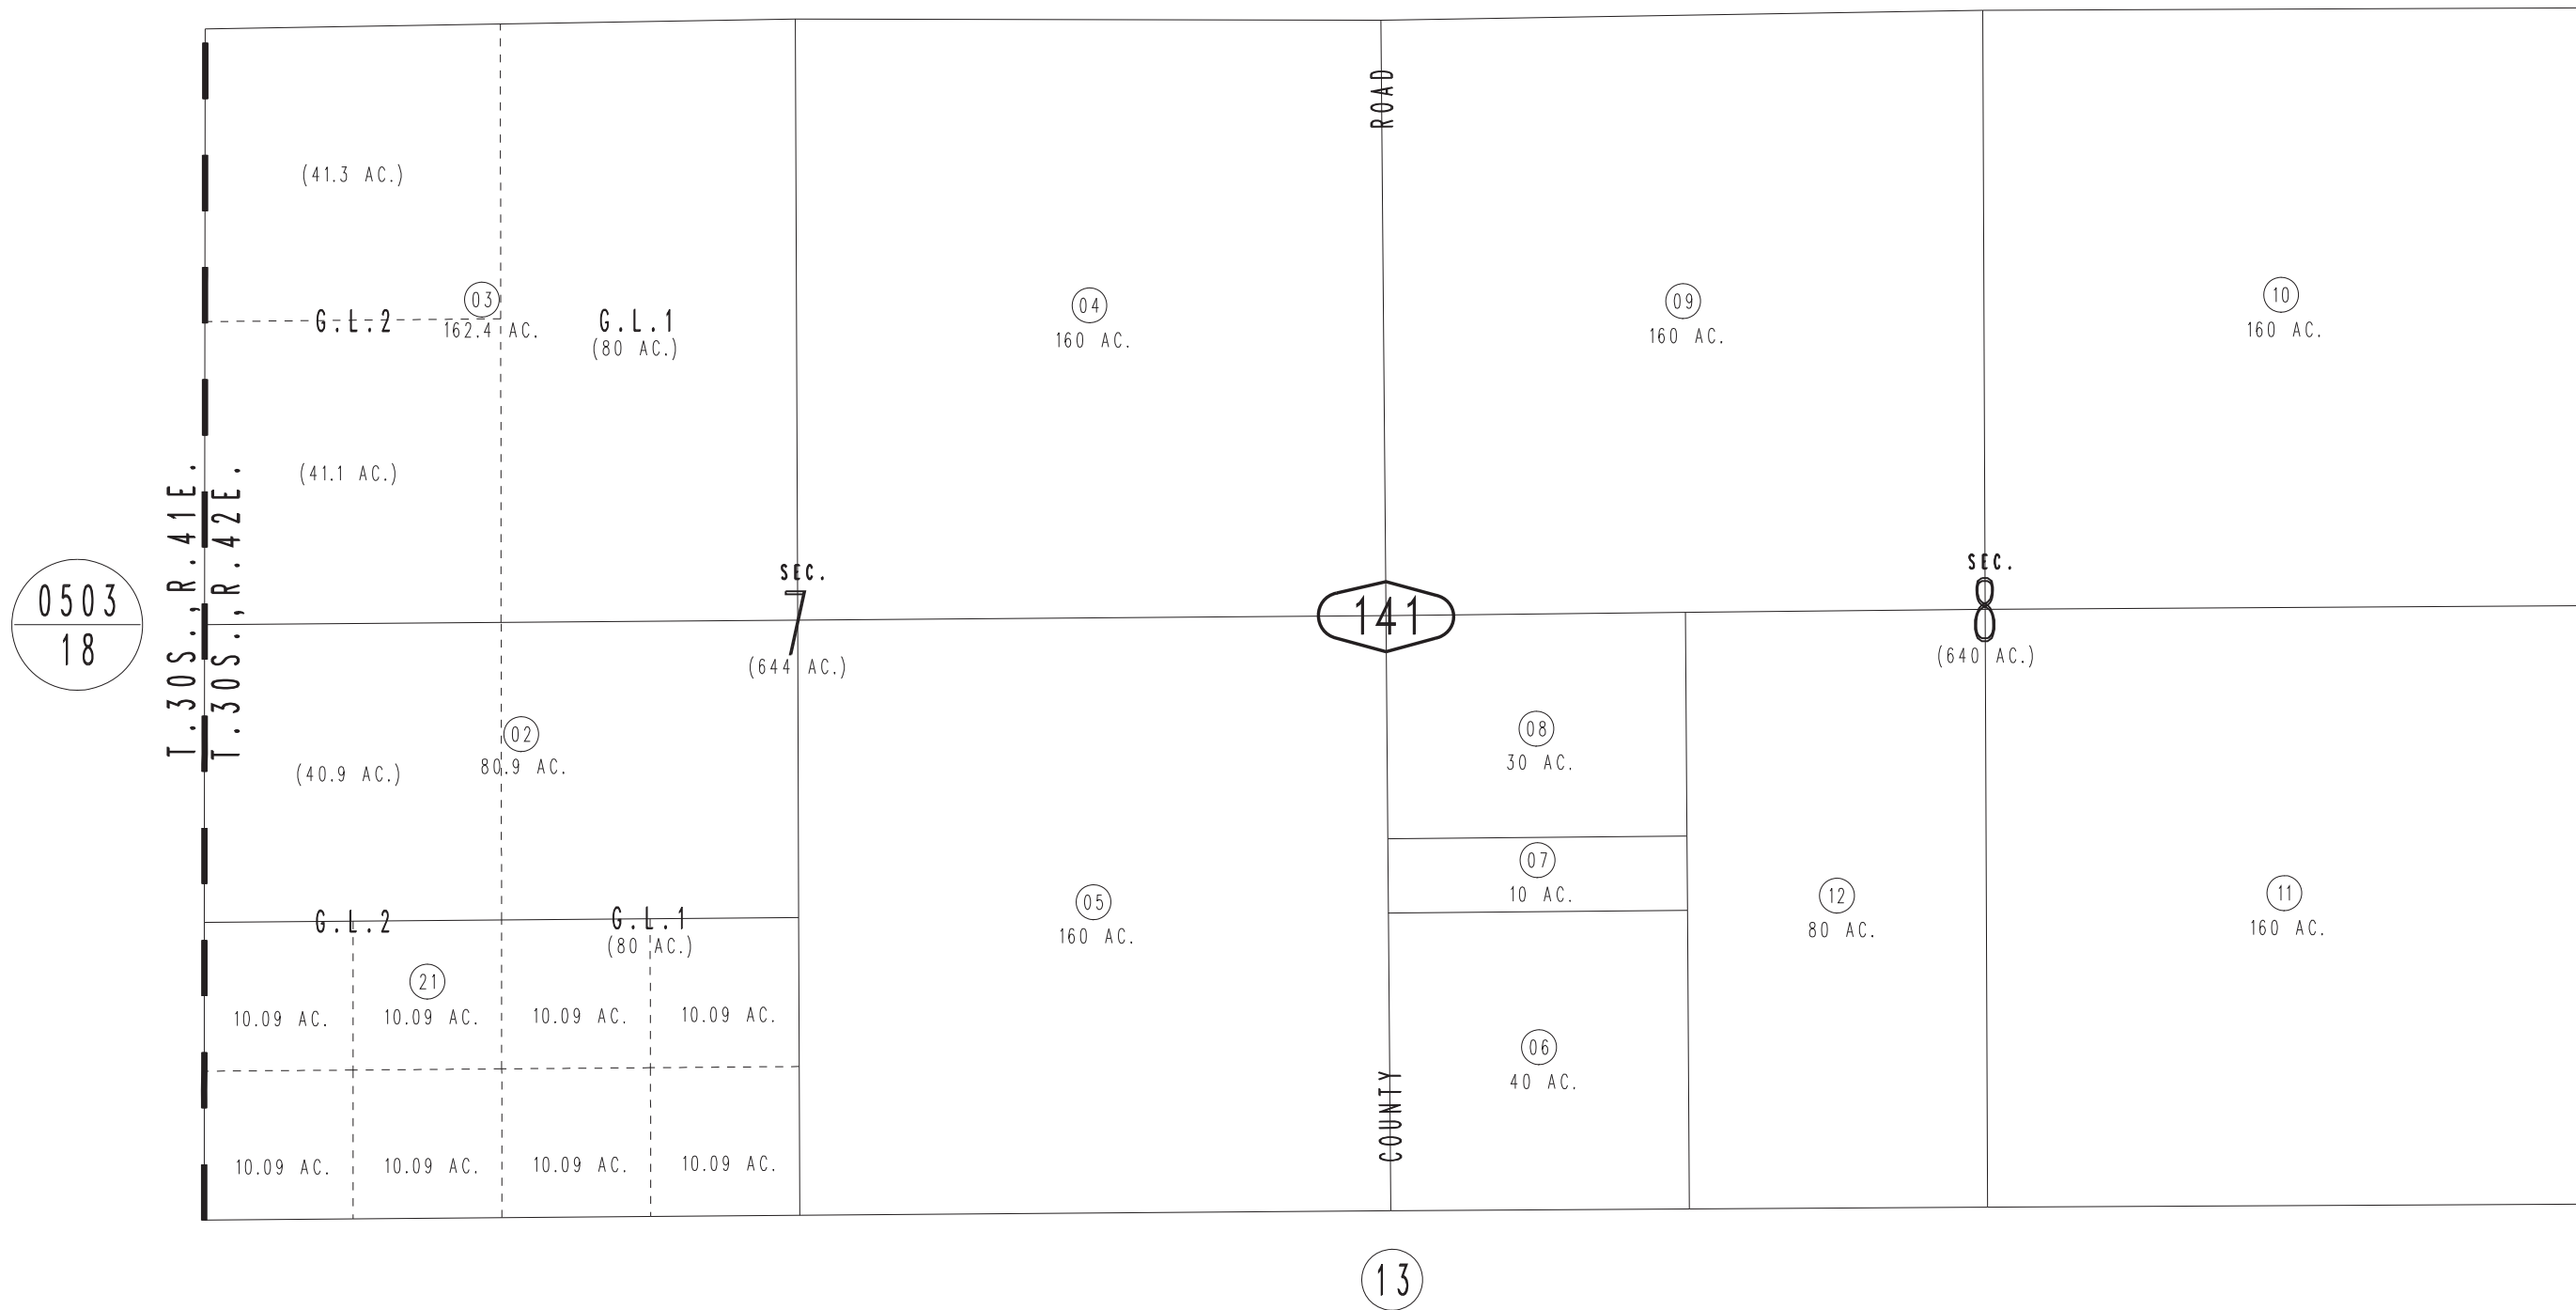 ROAD
(41.3 AC.)
03
162.4 AC.
G.L.2
G.L.1
(80 AC.)
04
160 AC.
09
160 AC.
10
160 AC.
(41.1 AC.)
T.30S.,R.41E.
T.30S.,R.42E.
0503
18
SEC.
7
(644 AC.)
141
SEC.
8
(640 AC.)
02
80.9 AC.
(40.9 AC.)
08
30 AC.
07
10 AC.
G.L.2
G.L.1
(80 AC.)
05
160 AC.
12
80 AC.
11
160 AC.
21
10.09 AC.
10.09 AC.
10.09 AC.
10.09 AC.
06
40 AC.
COUNTY
10.09 AC.
10.09 AC.
10.09 AC.
10.09 AC.
13